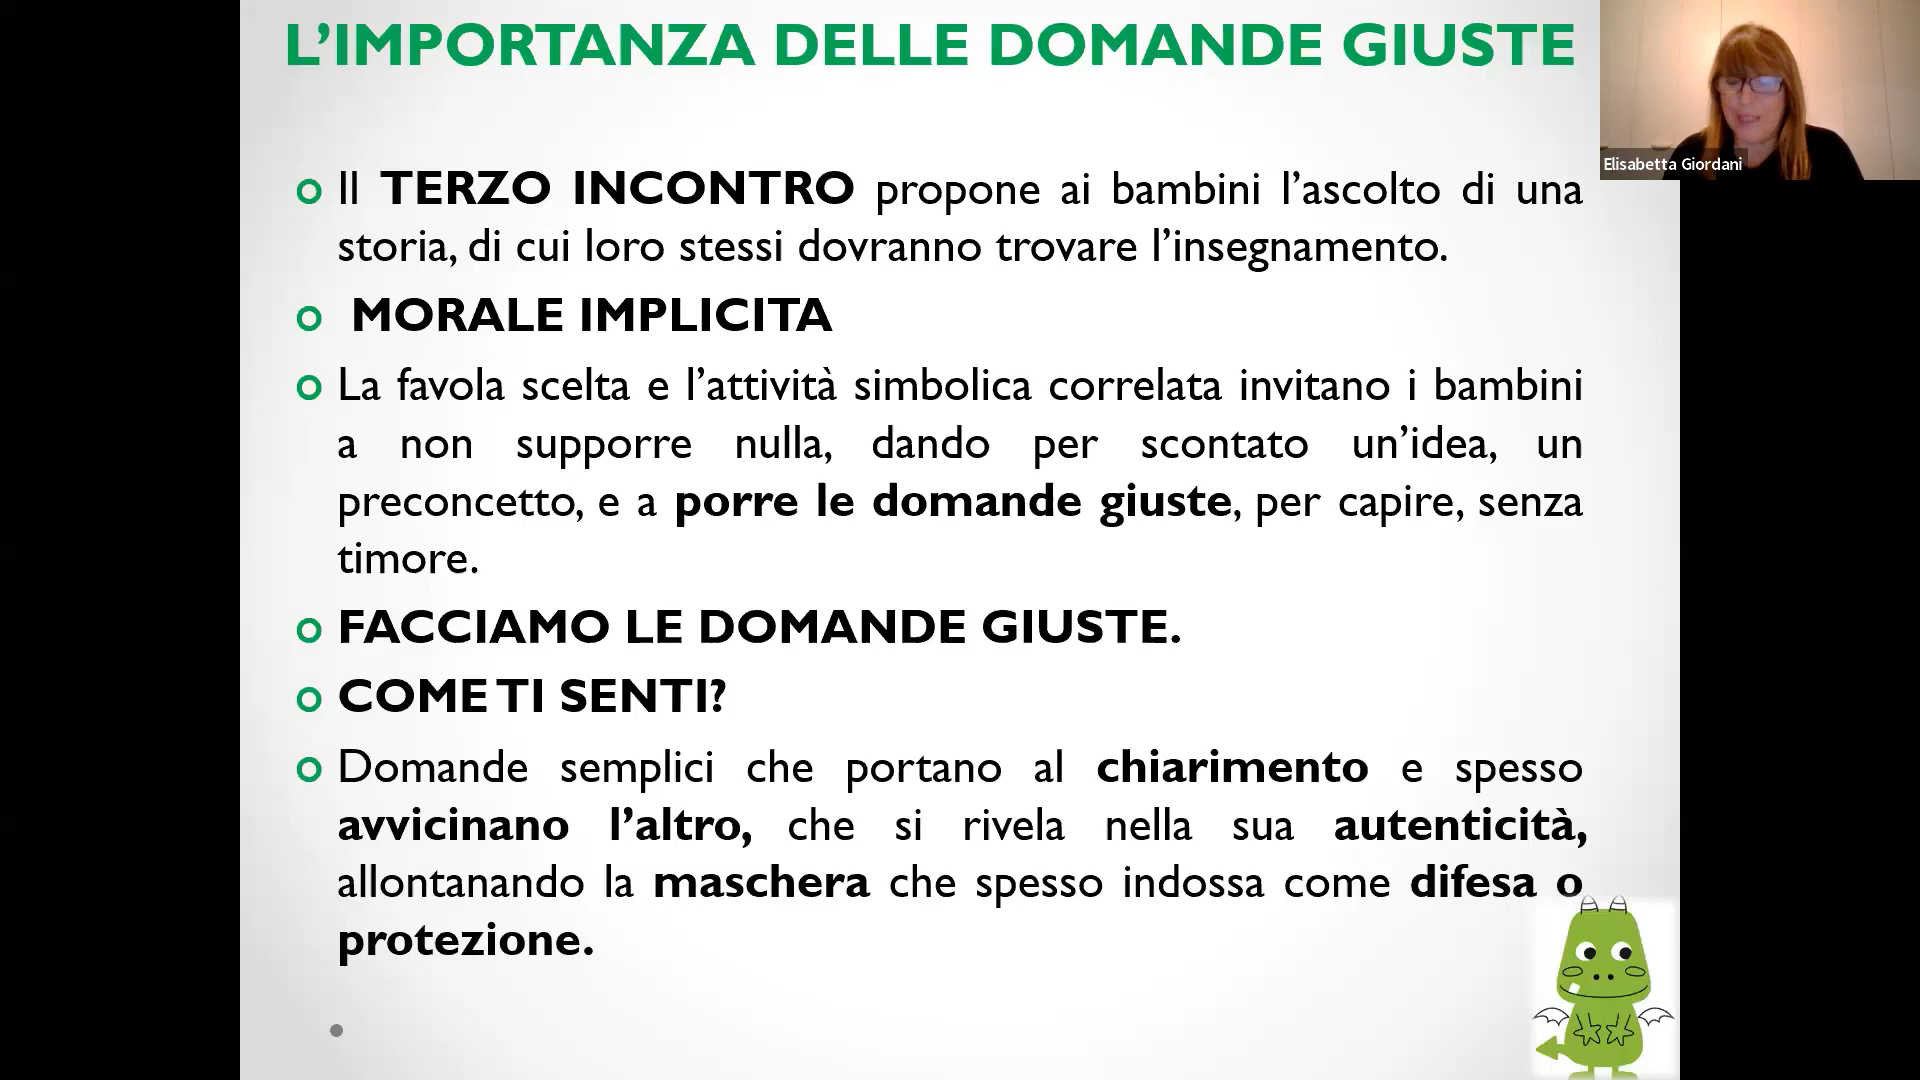 L’IMPORTANZA DELLE DOMANDE GIUSTE
Elisabetta Giordani
Il TERZO INCONTRO propone ai bambini l’ascolto di una
storia, di cui loro stessi dovranno trovare l’insegnamento.
MORALE IMPLICITA
La favola scelta e l’attività simbolica correlata invitano i bambini
a non supporre nulla, dando per scontato un’idea, un
preconcetto, e a porre le domande giuste, per capire, senza
timore.
FACCIAMO LE DOMANDE GIUSTE.
COME TI SENTI?
Domande semplici che portano al chiarimento e spesso
avvicinano l’altro, che si rivela nella sua autenticità,
allontanando la maschera che spesso indossa come difesa o
protezione.